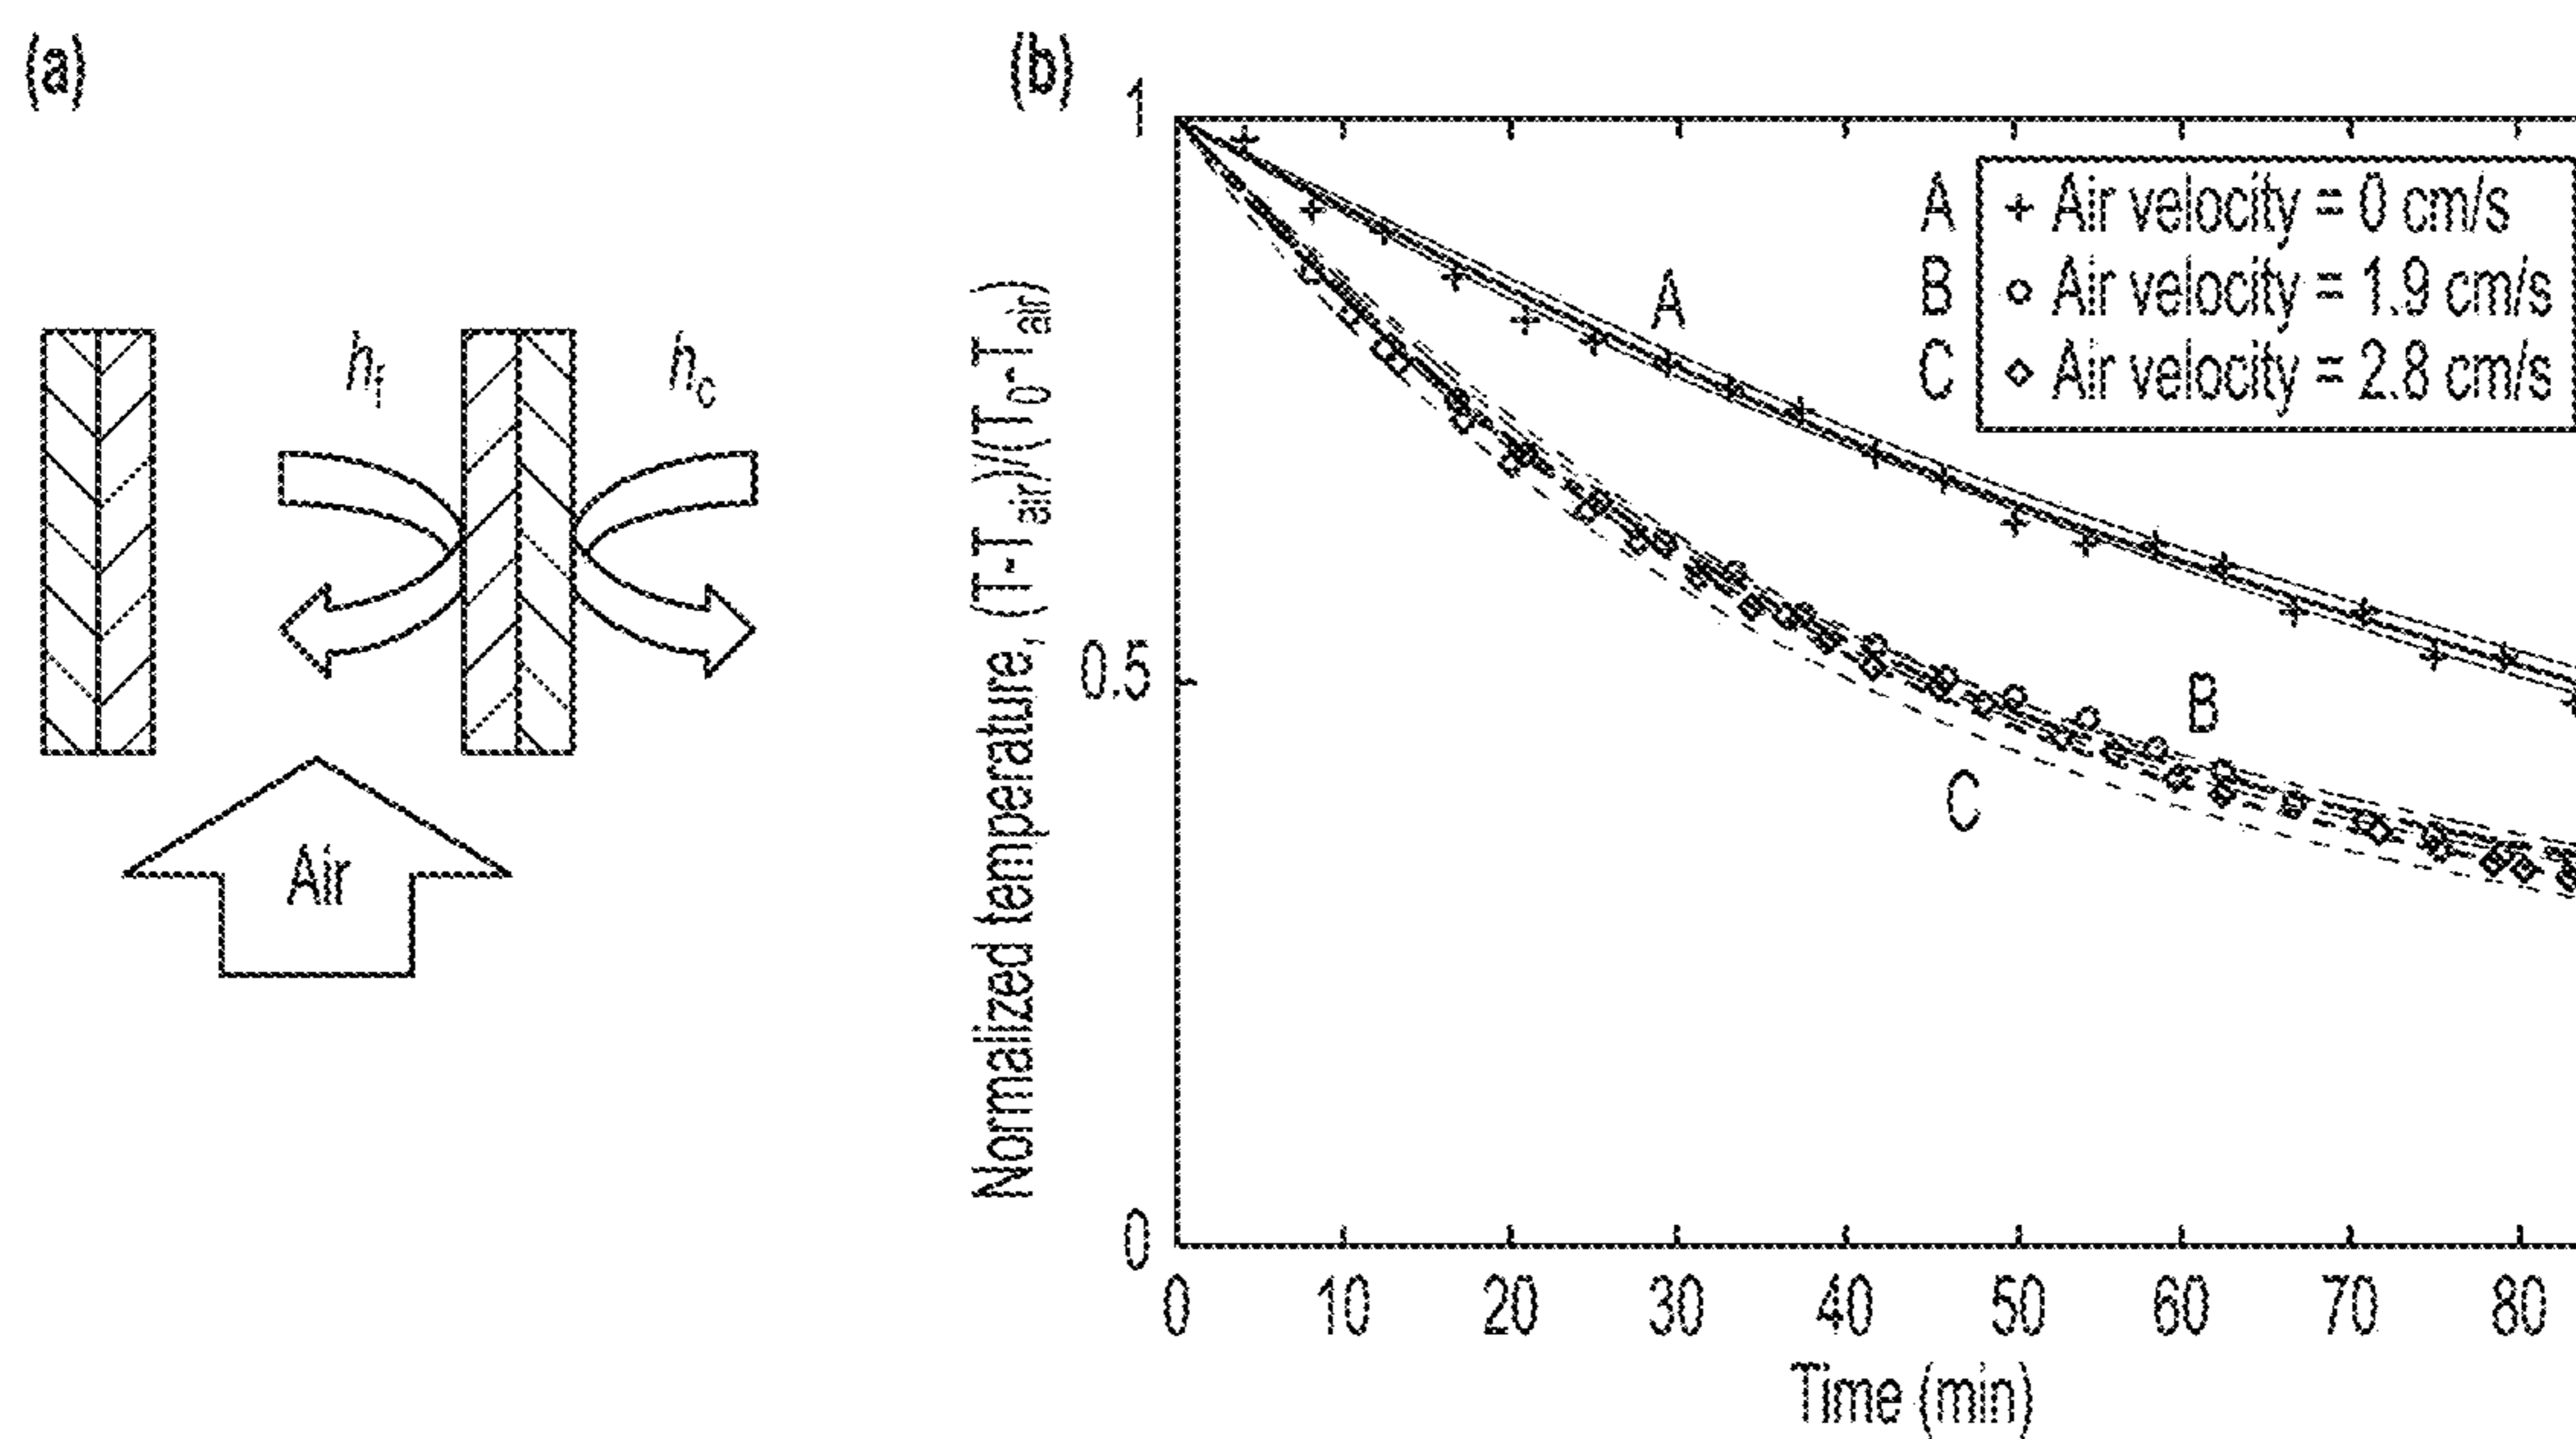 (a)
h_f
h_c
Air
(b)
Normalized temperature, (T-T_air)/(T_0-T_air)
1
0.5
0
A
B
C
A + Air velocity = 0 cm/s
B ○ Air velocity = 1.9 cm/s
C ◇ Air velocity = 2.8 cm/s
0 10 20 30 40 50 60 70 80
Time (min)